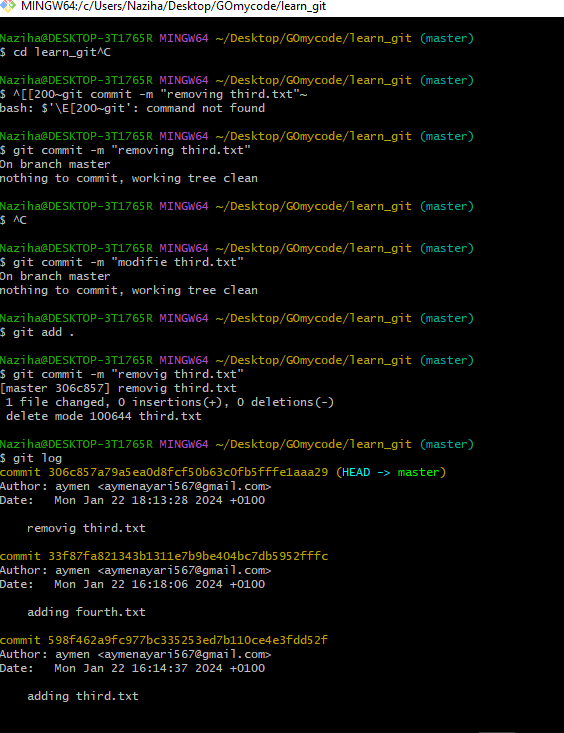 MINGW64:/c/Users/Naziha/Desktop/GOmycode/learn_git
Naziha@DESKTOP-3T1765R MINGW64 ~/Desktop/GOmycode/learn_git (master)
$ cd learn_git^C
Naziha@DESKTOP-3T1765R MINGW64 ~/Desktop/GOmycode/learn_git (master)
$ ^[[200~git commit -m "removing third.txt"~
bash: $'\E[200~git': command not found
Naziha@DESKTOP-3T1765R MINGW64 ~/Desktop/GOmycode/learn_git (master)
$ git commit -m "removing third.txt"
On branch master
nothing to commit, working tree clean
Naziha@DESKTOP-3T1765R MINGW64 ~/Desktop/GOmycode/learn_git (master)
$ ^C
Naziha@DESKTOP-3T1765R MINGW64 ~/Desktop/GOmycode/learn_git (master)
$ git commit -m "modifie third.txt"
On branch master
nothing to commit, working tree clean
Naziha@DESKTOP-3T1765R MINGW64 ~/Desktop/GOmycode/learn_git (master)
$ git add .
Naziha@DESKTOP-3T1765R MINGW64 ~/Desktop/GOmycode/learn_git (master)
$ git commit -m "removig third.txt"
[master 306c857] removig third.txt
1 file changed, 0 insertions(+), 0 deletions(-)
delete mode 100644 third.txt
Naziha@DESKTOP-3T1765R MINGW64 ~/Desktop/GOmycode/learn_git (master)
$ git log
commit 306c857a79a5ea0d8fcf50b63c0fb5fffe1aaa29 (HEAD -> master)
Author: aymen <aymenayari567@gmail.com>
Date: Mon Jan 22 18:13:28 2024 +0100
removig third.txt
commit 33f87fa821343b1311e7b9be404bc7db5952fffc
Author: aymen <aymenayari567@gmail.com>
Date: Mon Jan 22 16:18:06 2024 +0100
adding fourth.txt
commit 598f462a9fc977bc335253ed7b110ce4e3fdd52f
Author: aymen <aymenayari567@gmail.com>
Date: Mon Jan 22 16:14:37 2024 +0100
adding third.txt